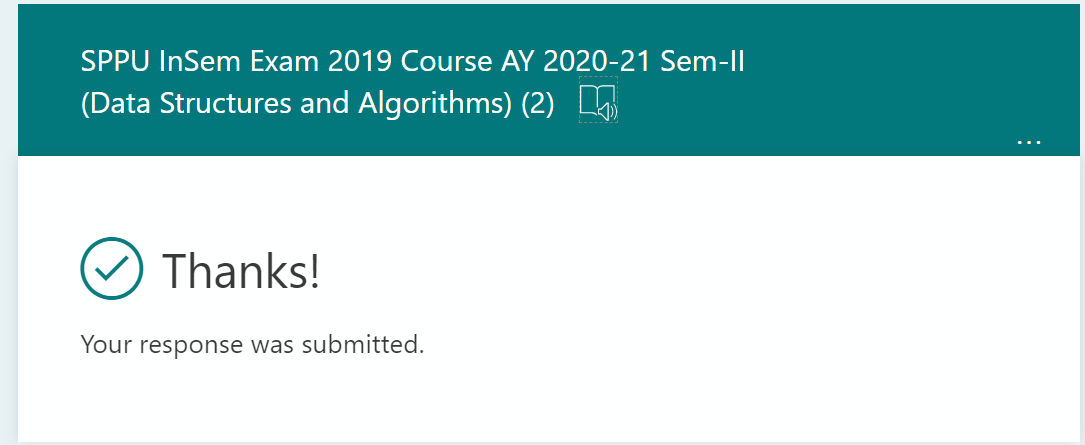 SPPU InSem Exam 2019 Course AY 2020-21 Sem-II
(Data Structures and Algorithms) (2)
...
Thanks!
Your response was submitted.